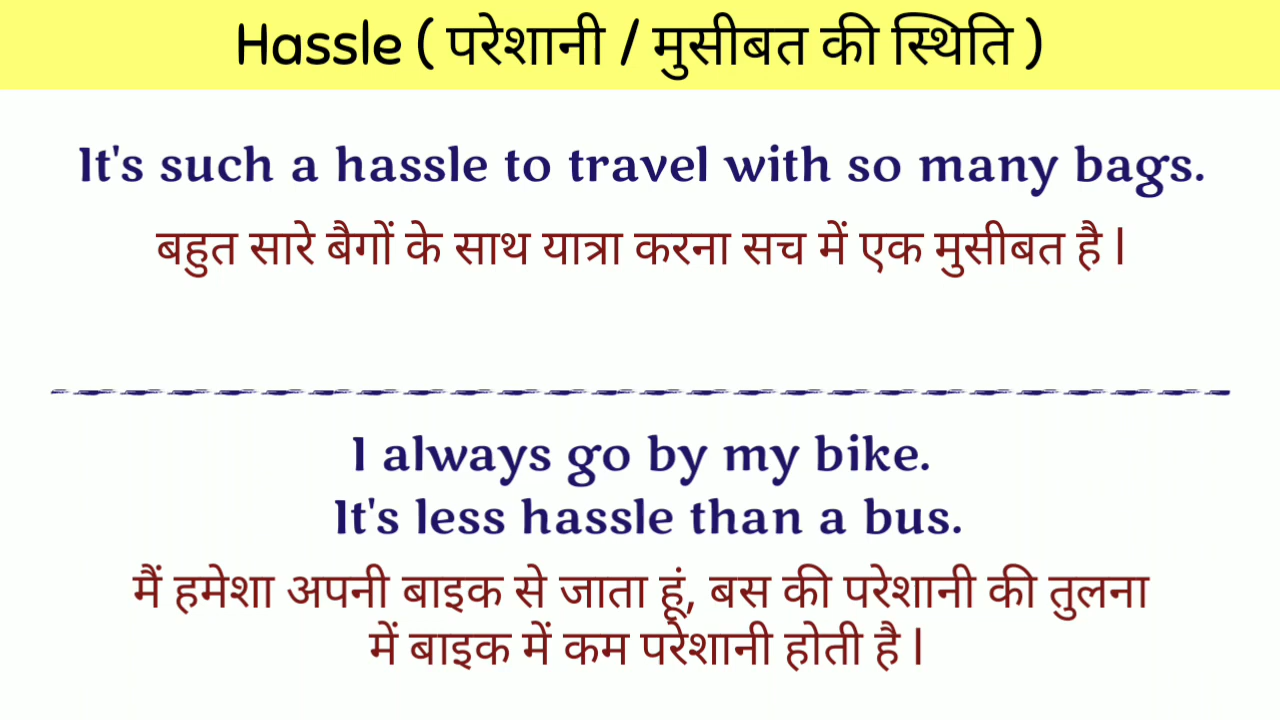 Hassle ( परेशानी / मुसीबत की स्थिति )
It's such a hassle to travel with so many bags.
बहुत सारे बैगों के साथ यात्रा करना सच में एक मुसीबत है।
I always go by my bike.
It's less hassle than a bus.
मैं हमेशा अपनी बाइक से जाता हूं, बस की परेशानी की तुलना
में बाइक में कम परेशानी होती है।